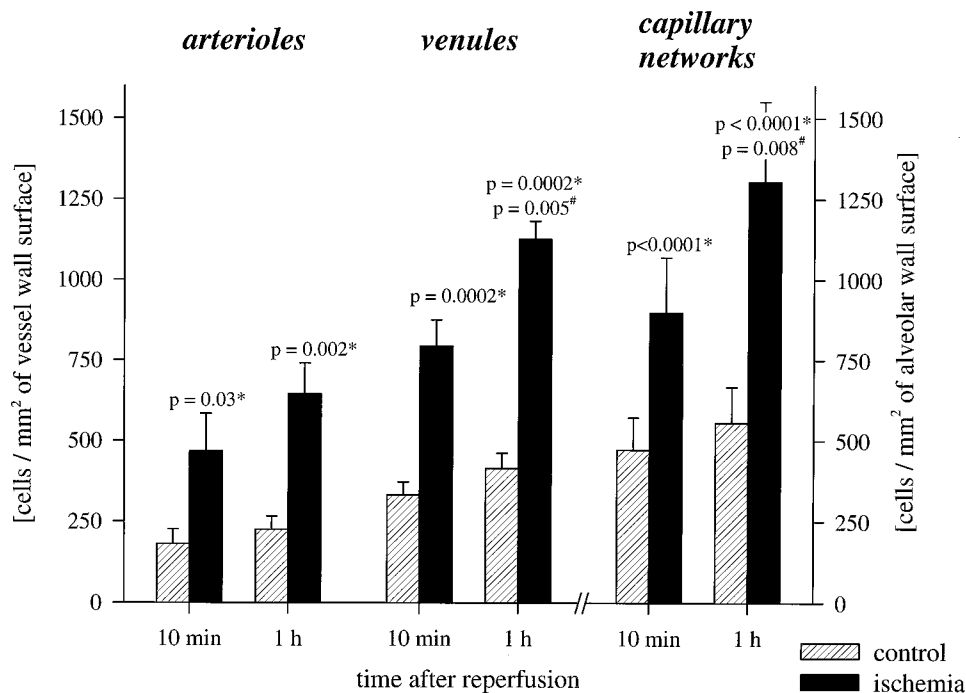 arterioles
venules
capillary
networks
[cells / mm² of vessel wall surface]
1500
1250
1000
750
500
250
0
p = 0.03*
p = 0.002*
p = 0.0002*
p = 0.0002*
p = 0.005#
p<0.0001*
p < 0.0001*
p = 0.008#
1500
1250
1000
750
500
250
0
[cells / mm² of alveolar wall surface]
10 min
1 h
10 min
1 h
10 min
1 h
time after reperfusion
control
ischemia